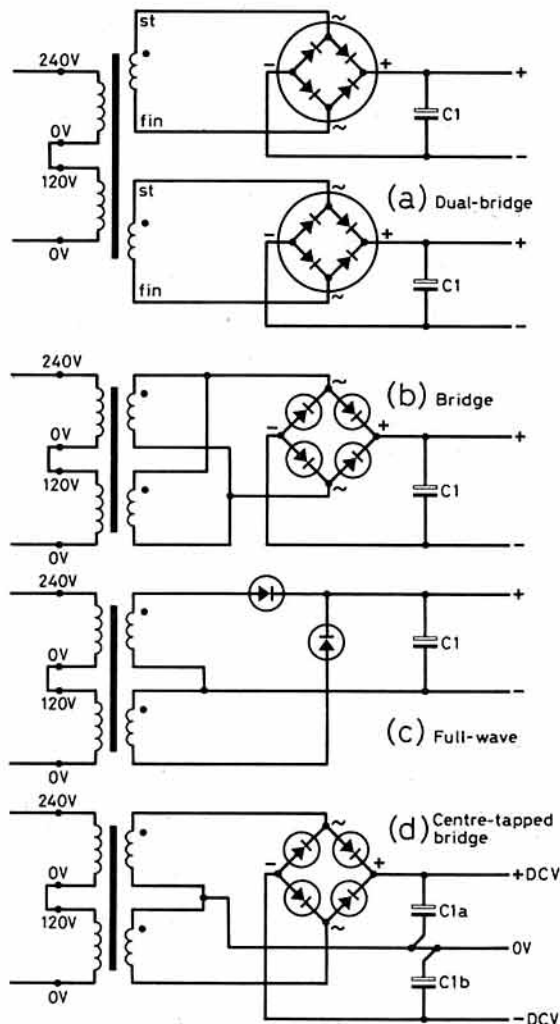 240V
0V
120V
0V
st
fin
st
fin
~
-
+
~
+
C1
-
(a) Dual-bridge
~
-
+
~
+
C1
-
240V
0V
120V
0V
~
-
+
~
(b) Bridge
+
C1
-
240V
0V
120V
0V
+
C1
-
(c) Full-wave
240V
0V
120V
0V
~
-
+
~
(d) Centre-tapped
bridge
+DCV
C1a
0V
C1b
-DCV